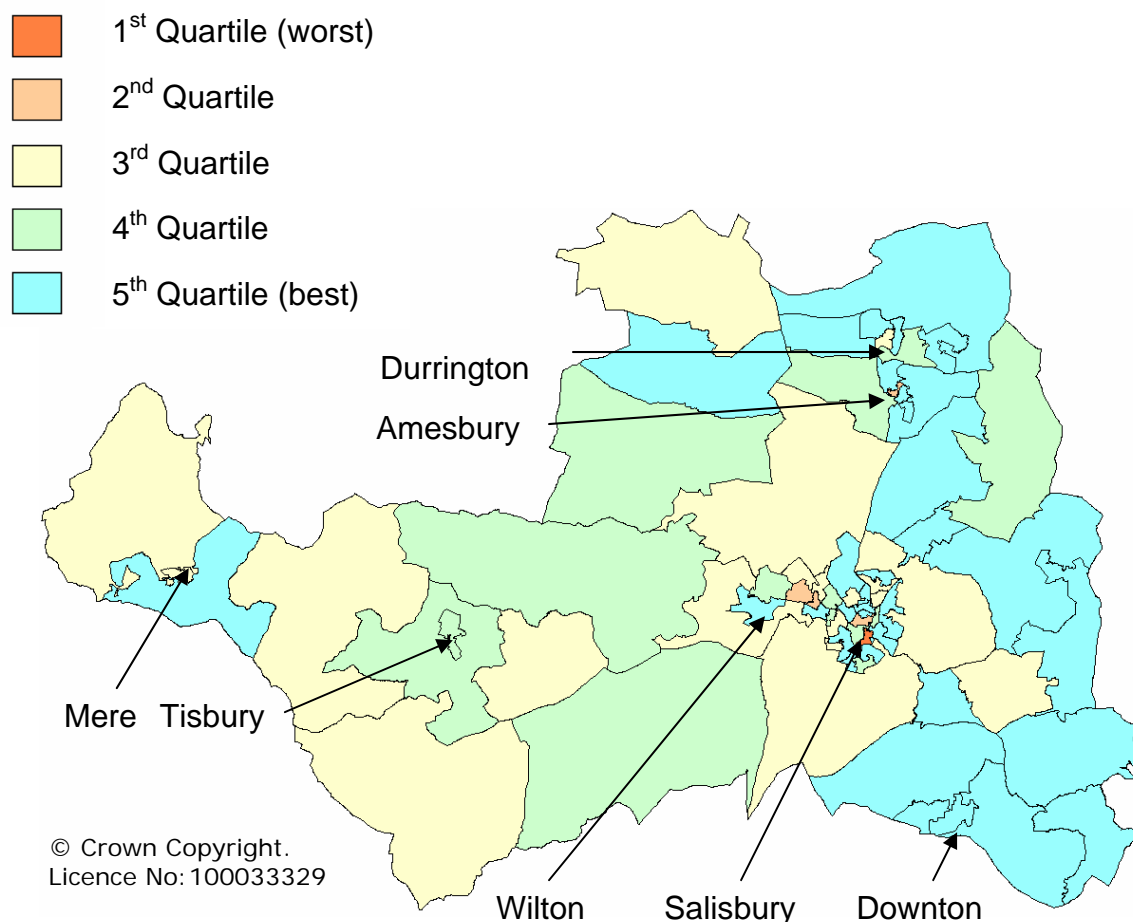 1st Quartile (worst)
2nd Quartile
3rd Quartile
4th Quartile
5th Quartile (best)
Durrington
Amesbury
Mere
Tisbury
© Crown Copyright.
Licence No: 100033329
Wilton
Salisbury
Downton